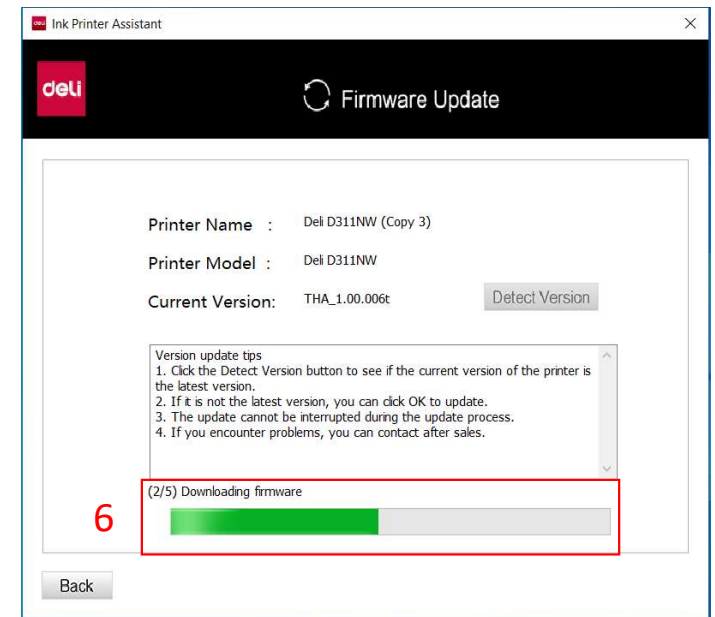 deli Ink Printer Assistant
deli
Firmware Update
Printer Name : Deli D311NW (Copy 3)
Printer Model : Deli D311NW
Current Version: THA_1.00.006t Detect Version
Version update tips
1. Click the Detect Version button to see if the current version of the printer is
the latest version.
2. If it is not the latest version, you can click OK to update.
3. The update cannot be interrupted during the update process.
4. If you encounter problems, you can contact after sales.
(2/5) Downloading firmware
6
Back